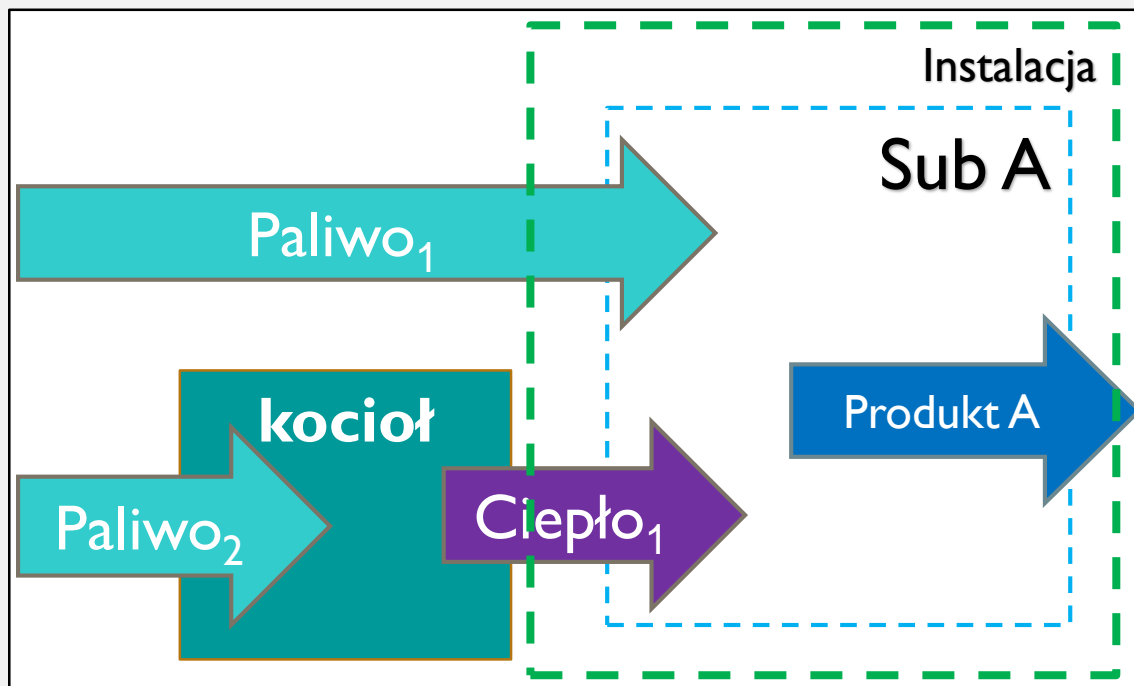 Instalacja
Sub A
Paliwo₁
kocioł
Produkt A
Ciepło₁
Paliwo₂